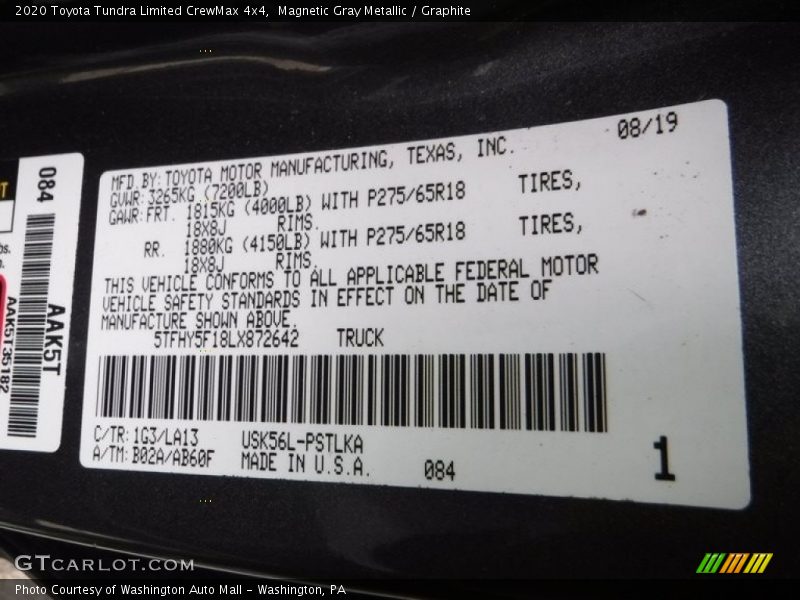 2020 Toyota Tundra Limited CrewMax 4x4, Magnetic Gray Metallic / Graphite
084
AAK5T
AAK5T35182
08/19
MFD.BY: TOYOTA MOTOR MANUFACTURING, TEXAS, INC.
GVWR: 3265KG (7200LB)
GAWR: FRT. 1815KG (4000LB) WITH P275/65R18 TIRES,
18X8J RIMS.
RR. 1880KG (4150LB) WITH P275/65R18 TIRES,
18X8J RIMS.
THIS VEHICLE CONFORMS TO ALL APPLICABLE FEDERAL MOTOR
VEHICLE SAFETY STANDARDS IN EFFECT ON THE DATE OF
MANUFACTURE SHOWN ABOVE.
5TFHY5F18LX872642 TRUCK
C/TR: 1G3/LA13 USK56L-PSTLKA
A/TM: B02A/AB60F MADE IN U.S.A. 084
1
GTCARLOT.COM
Photo Courtesy of Washington Auto Mall - Washington, PA